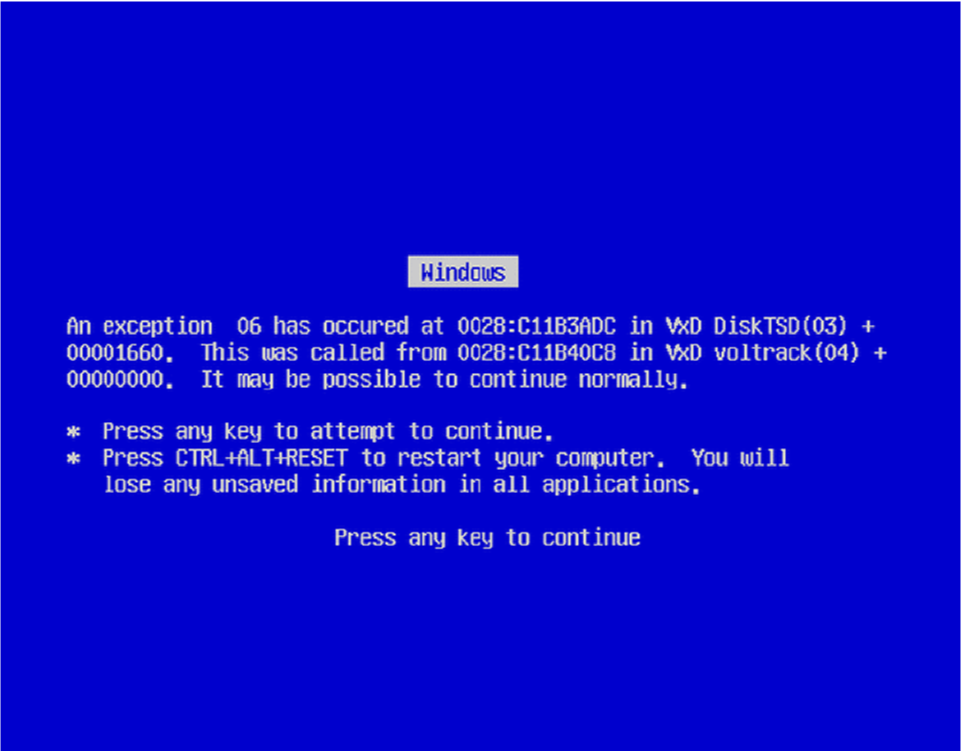 Windows
An exception 06 has occured at 0028:C11B3ADC in VxD DiskTSD(03) +
00001660. This was called from 0028:C11B40C8 in VxD voltrack(04) +
00000000. It may be possible to continue normally.
* Press any key to attempt to continue.
* Press CTRL+ALT+RESET to restart your computer. You will
lose any unsaved information in all applications.
Press any key to continue